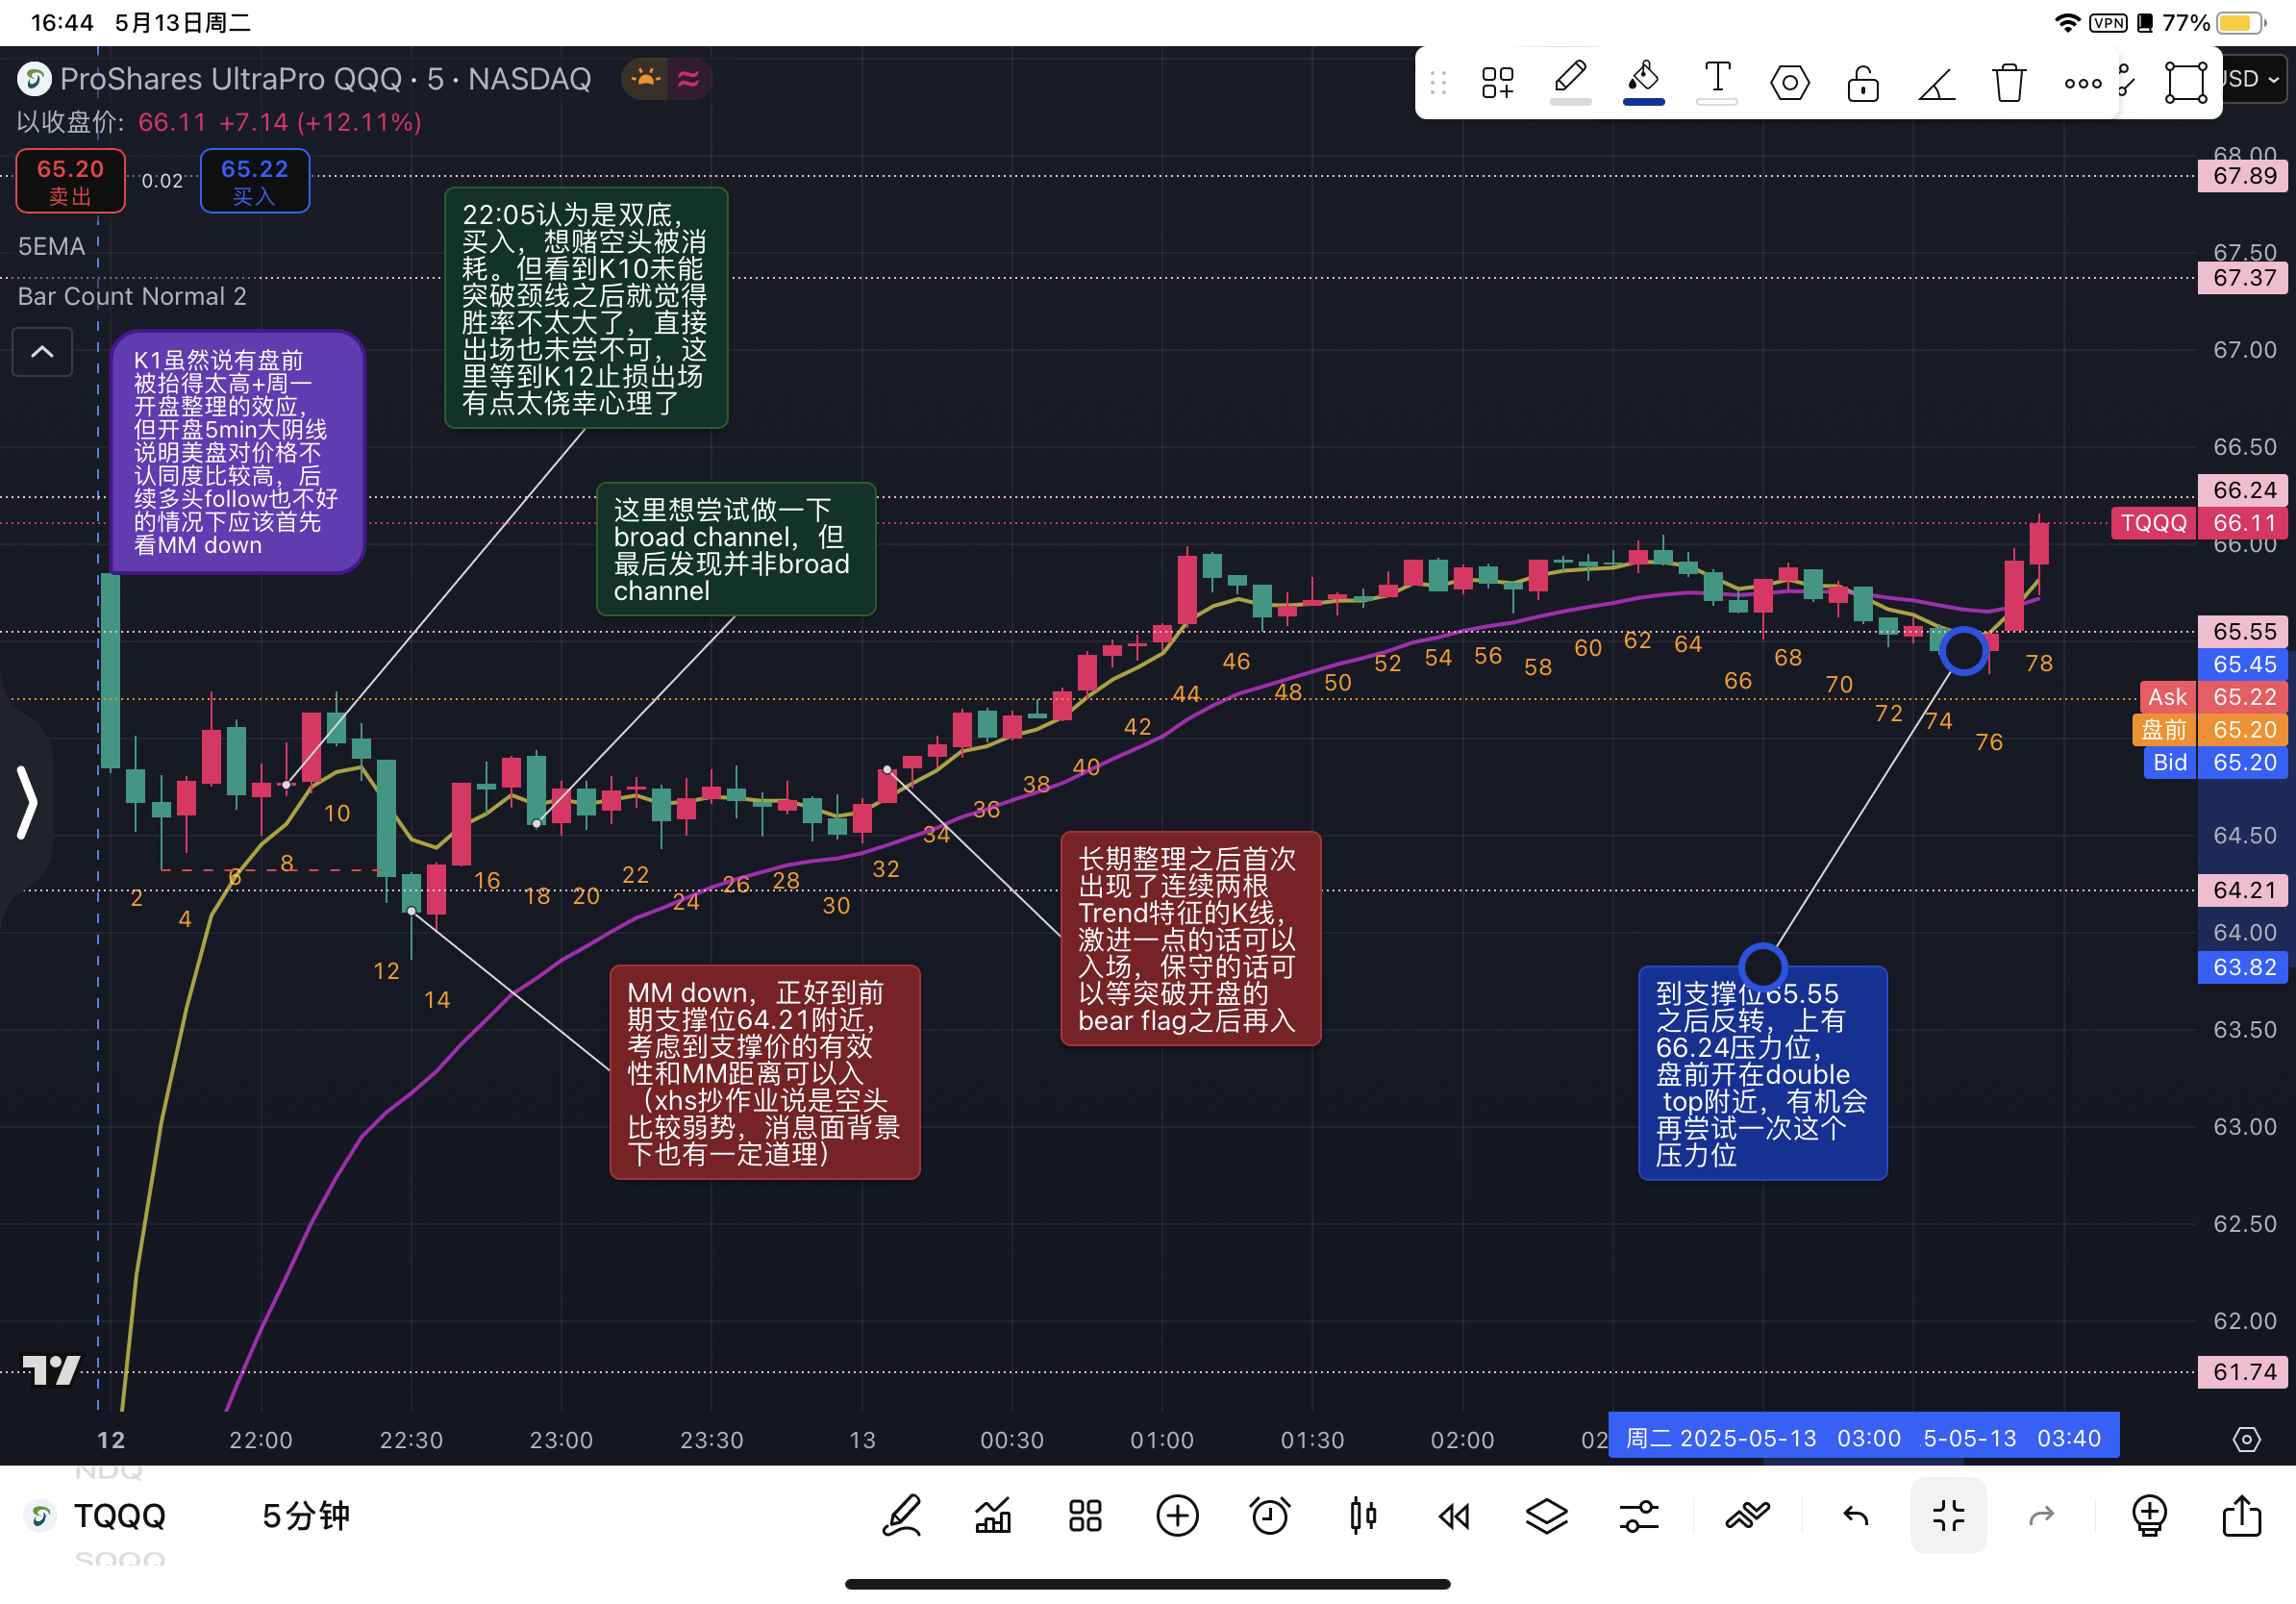 16:44 5月13日周二
VPN 77%
ProShares UltraPro QQQ · 5 · NASDAQ
USD
以收盘价: 66.11 +7.14 (+12.11%)
65.20
卖出
0.02
65.22
买入
5EMA
Bar Count Normal 2
K1虽然说有盘前
被抬得太高+周一
开盘整理的效应，
但开盘5min大阴线
说明美盘对价格不
认同度比较高，后
续多头follow也不好
的情况下应该首先
看MM down
22:05认为是双底，
买入，想赌空头被消
耗。但看到K10未能
突破颈线之后就觉得
胜率不太大了，直接
出场也未尝不可，这
里等到K12止损出场
有点太侥幸心理了
这里想尝试做一下
broad channel，但
最后发现并非broad
channel
MM down，正好到前
期支撑位64.21附近，
考虑到支撑价的有效
性和MM距离可以入
（xhs抄作业说是空头
比较弱势，消息面背景
下也有一定道理）
长期整理之后首次
出现了连续两根
Trend特征的K线，
激进一点的话可以
入场，保守的话可
以等突破开盘的
bear flag之后再入
到支撑位65.55
之后反转，上有
66.24压力位，
盘前开在double
top附近，有机会
再尝试一次这个
压力位
2 4 6 8 10 12 14 16 18 20 22 24 26 28 30 32 34 36 38 40 42 44 46 48 50 52 54 56 58 60 62 64 66 68 70 72 74 76 78
68.00
67.89
67.50
67.37
67.00
66.50
66.24
TQQQ 66.11
66.00
65.55
65.45
Ask 65.22
盘前 65.20
Bid 65.20
64.50
64.21
64.00
63.82
63.50
63.00
62.50
62.00
61.74
12 22:00 22:30 23:00 23:30 13 00:30 01:00 01:30 02:00 02 周二 2025-05-13 03:00 5-05-13 03:40
NDQ
TQQQ 5分钟
SQQQ